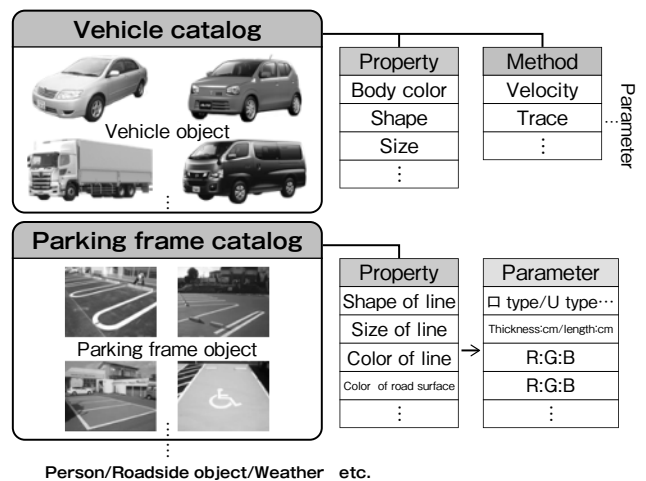 Vehicle catalog
Vehicle object
⋮
Property
Body color
Shape
Size
⋮
Method
Velocity
Trace
⋮
…
Parameter
Parking frame catalog
Parking frame object
⋮
Property
Shape of line
Size of line
Color of line
Color of road surface
⋮
→
Parameter
ロ type/U type…
Thickness:cm/length:cm
R:G:B
R:G:B
⋮
Person/Roadside object/Weather etc.